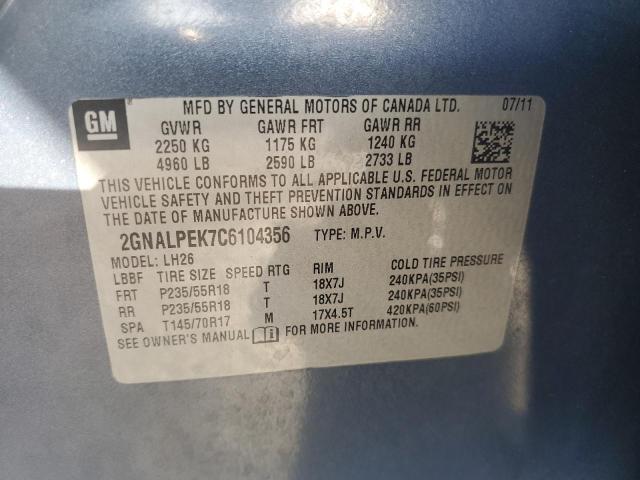 GM
MFD BY GENERAL MOTORS OF CANADA LTD. 07/11
GVWR GAWR FRT GAWR RR
2250 KG 1175 KG 1240 KG
4960 LB 2590 LB 2733 LB
THIS VEHICLE CONFORMS TO ALL APPLICABLE U.S. FEDERAL MOTOR
VEHICLE SAFETY AND THEFT PREVENTION STANDARDS IN EFFECT ON
THE DATE OF MANUFACTURE SHOWN ABOVE.
2GNALPEK7C6104356 TYPE: M.P.V.
MODEL: LH26
LBBF TIRE SIZE SPEED RTG RIM COLD TIRE PRESSURE
FRT P235/55R18 T 18X7J 240KPA(35PSI)
RR P235/55R18 T 18X7J 240KPA(35PSI)
SPA T145/70R17 M 17X4.5T 420KPA(60PSI)
SEE OWNER'S MANUAL FOR MORE INFORMATION.